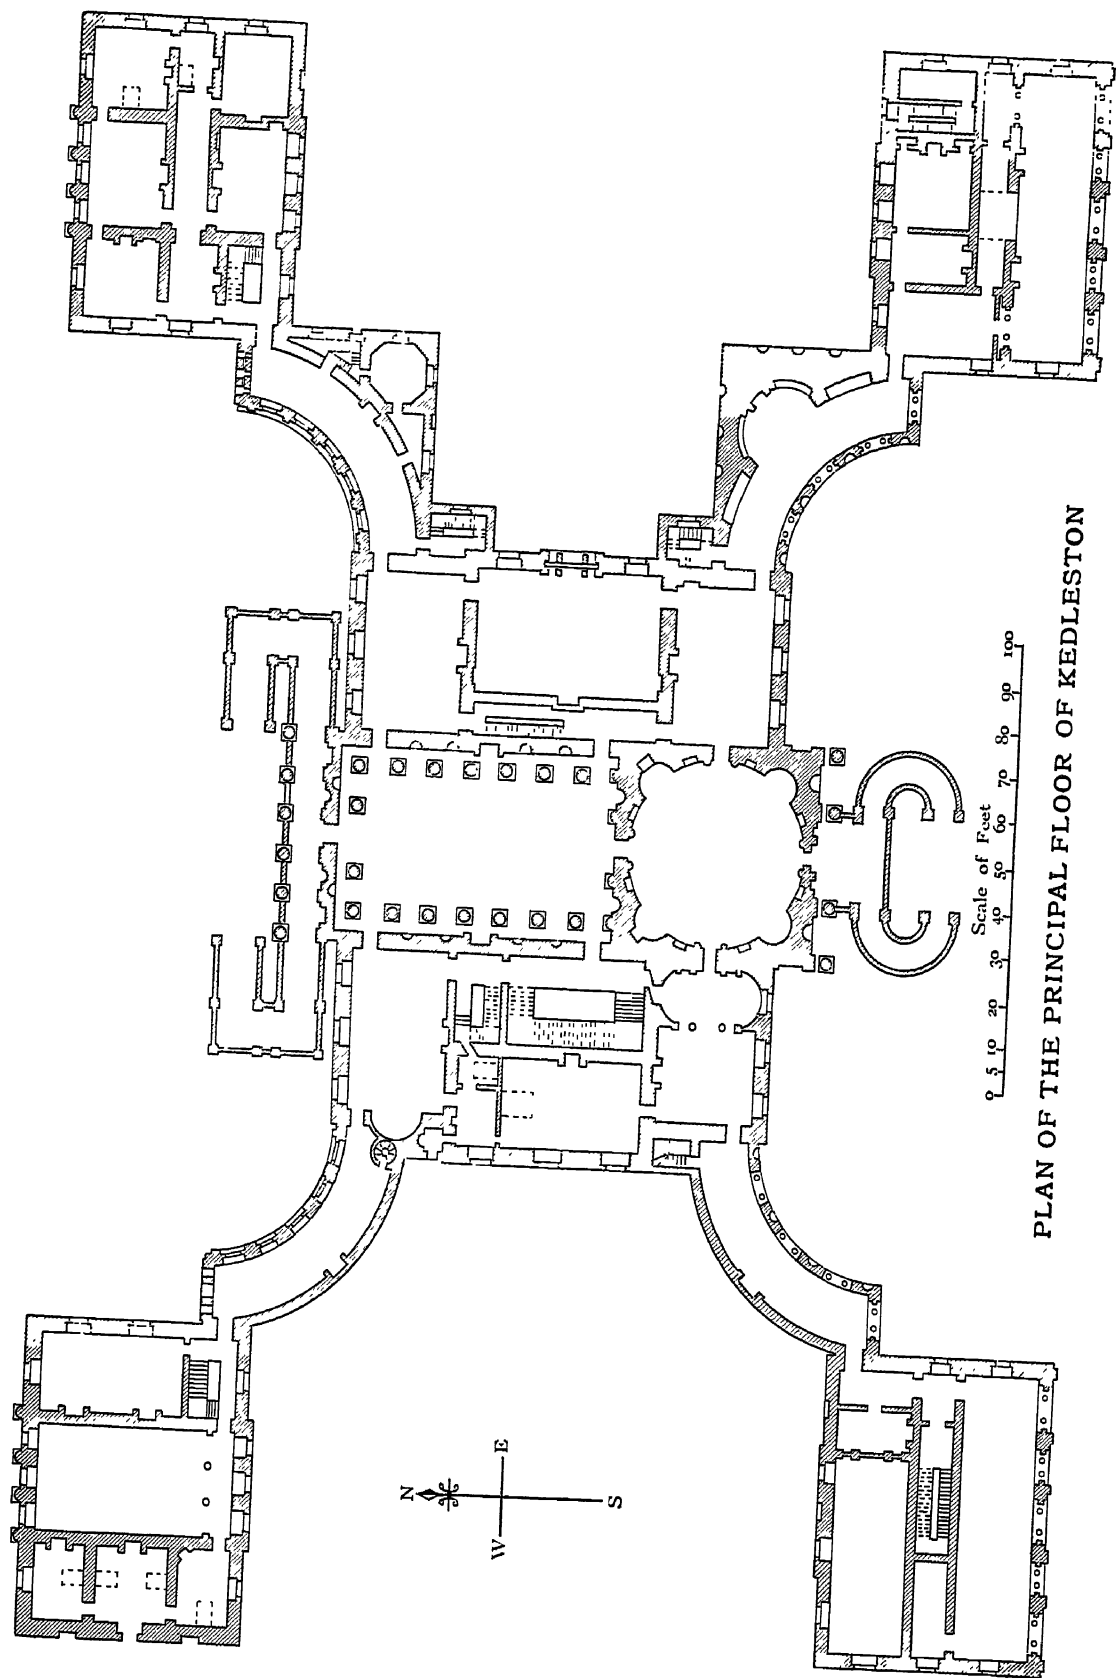 N
W E
S
0 5 10 20 30 40 50 60 70 80 90 100
Scale of Feet
PLAN OF THE PRINCIPAL FLOOR OF KEDLESTON